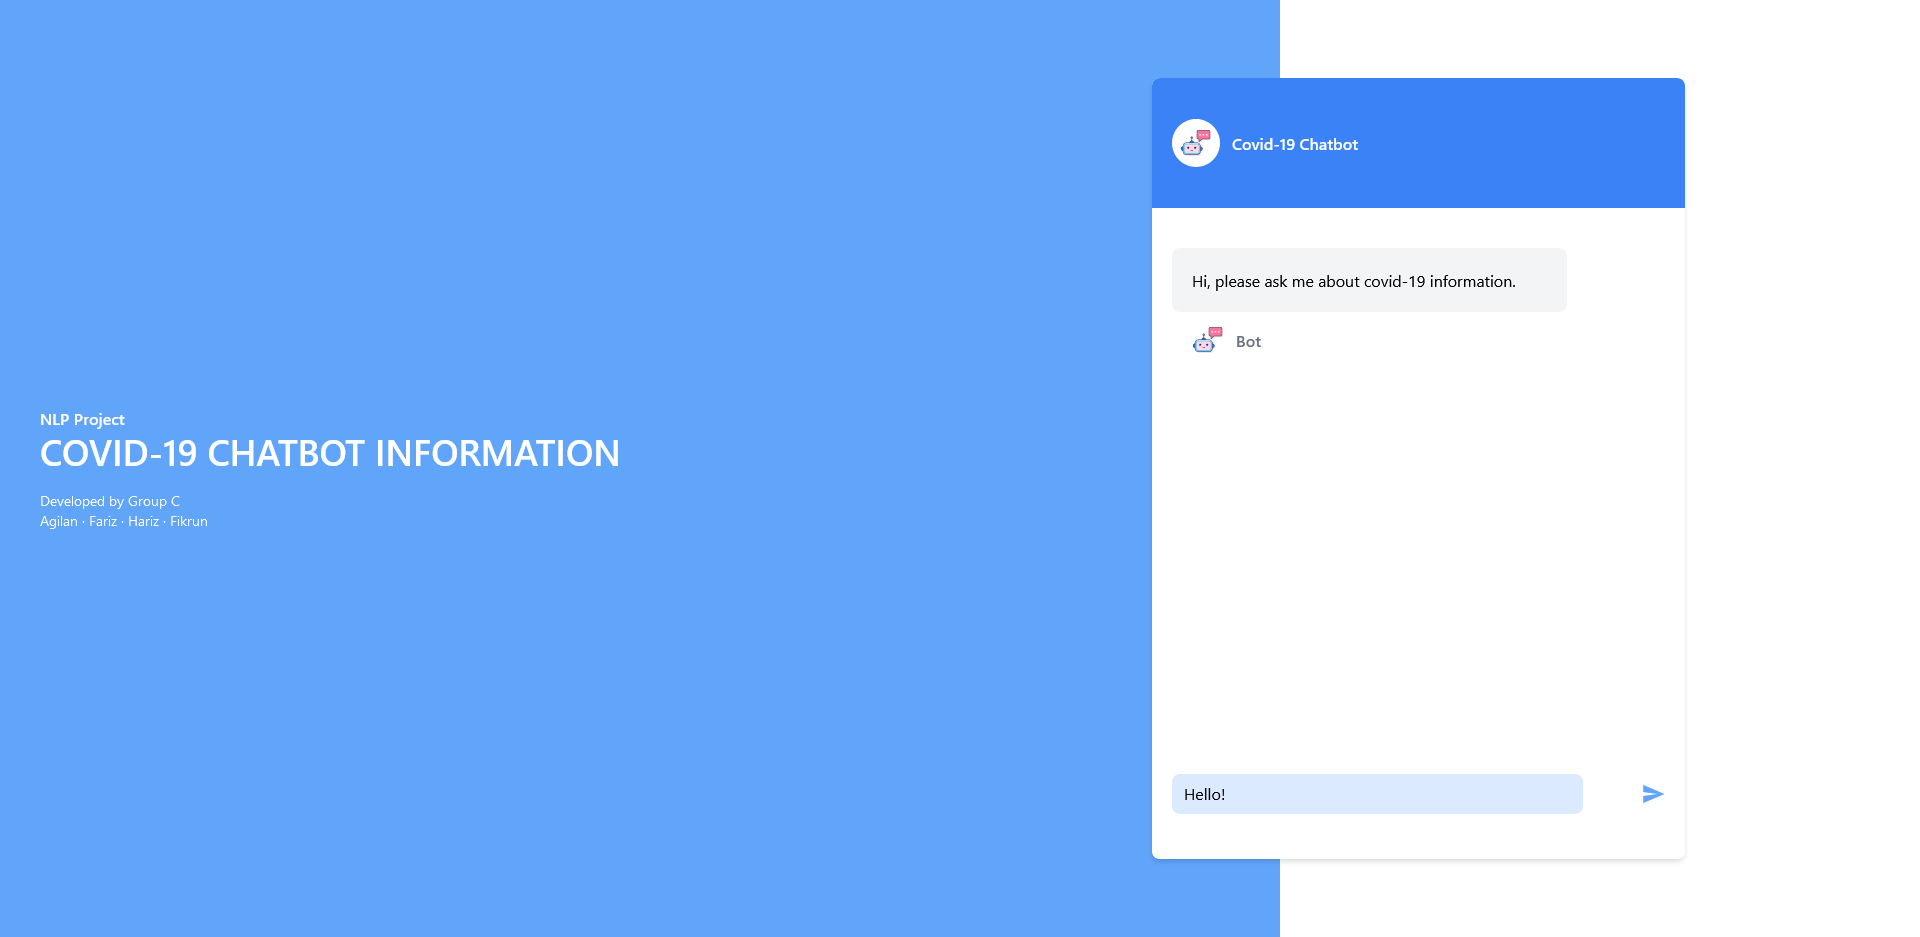 NLP Project
COVID-19 CHATBOT INFORMATION
Developed by Group C
Agilan · Fariz · Hariz · Fikrun
Covid-19 Chatbot
Hi, please ask me about covid-19 information.
Bot
Hello!